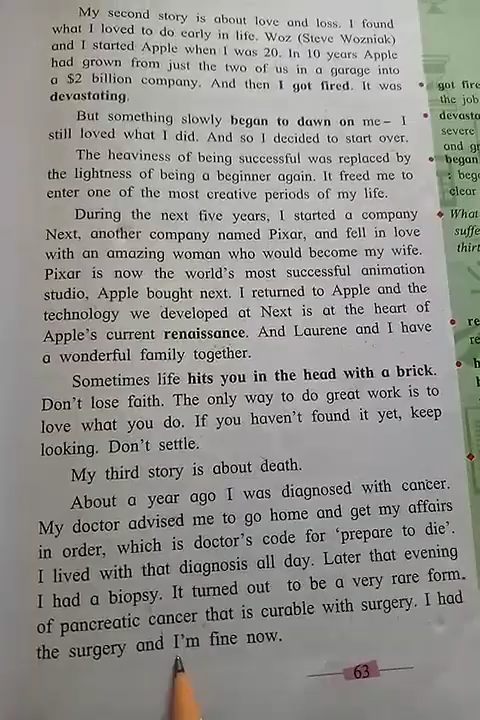 My second story is about love and loss. I found
what I loved to do early in life. Woz (Steve Wozniak)
and I started Apple when I was 20. In 10 years Apple
had grown from just the two of us in a garage into
a $2 billion company. And then I got fired. It was
devastating.
But something slowly began to dawn on me – I
still loved what I did. And so I decided to start over.
The heaviness of being successful was replaced by
the lightness of being a beginner again. It freed me to
enter one of the most creative periods of my life.
During the next five years, I started a company
Next, another company named Pixar, and fell in love
with an amazing woman who would become my wife.
Pixar is now the world's most successful animation
studio, Apple bought next. I returned to Apple and the
technology we developed at Next is at the heart of
Apple's current renaissance. And Laurene and I have
a wonderful family together.
Sometimes life hits you in the head with a brick.
Don't lose faith. The only way to do great work is to
love what you do. If you haven't found it yet, keep
looking. Don't settle.
My third story is about death.
About a year ago I was diagnosed with cancer.
My doctor advised me to go home and get my affairs
in order, which is doctor's code for 'prepare to die'.
I lived with that diagnosis all day. Later that evening
I had a biopsy. It turned out to be a very rare form.
of pancreatic cancer that is curable with surgery. I had
the surgery and I'm fine now.
63
• got fire
the job
• devasta
severe
and gr
• began
: beg
clear
What
suffe
thirt
• re
re